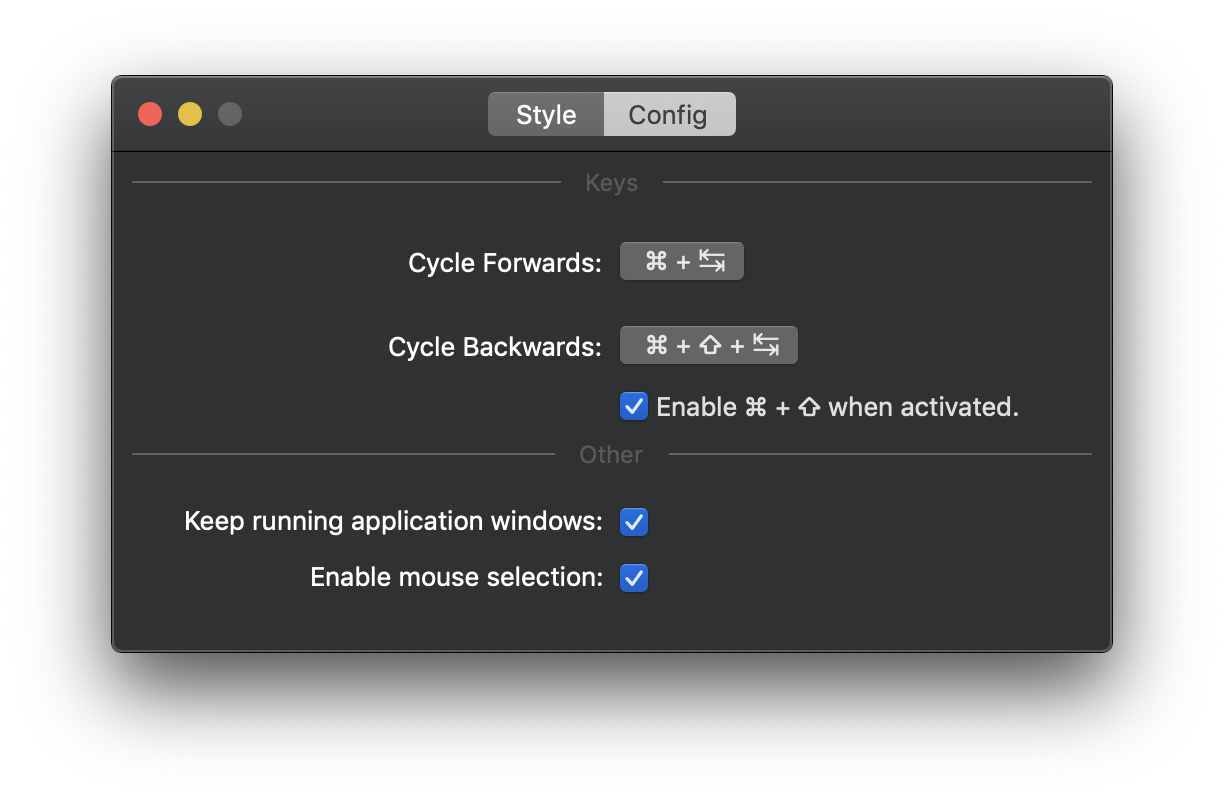 Style Config
Keys
Cycle Forwards: ⌘ + ↹
Cycle Backwards: ⌘ + ⇧ + ↹
Enable ⌘ + ⇧ when activated.
Other
Keep running application windows:
Enable mouse selection: